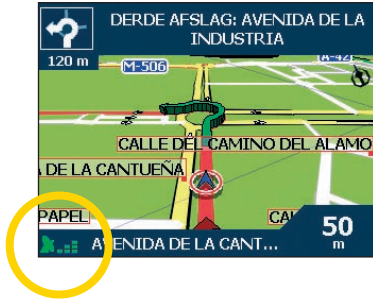 DERDE AFSLAG: AVENIDA DE LA
INDUSTRIA
120 m
M-506
A-42
CALLE DEL CAMINO DEL ALAMO
DE LA CANTUEÑA
PAPEL
CAL
50
m
AVENIDA DE LA CANT...